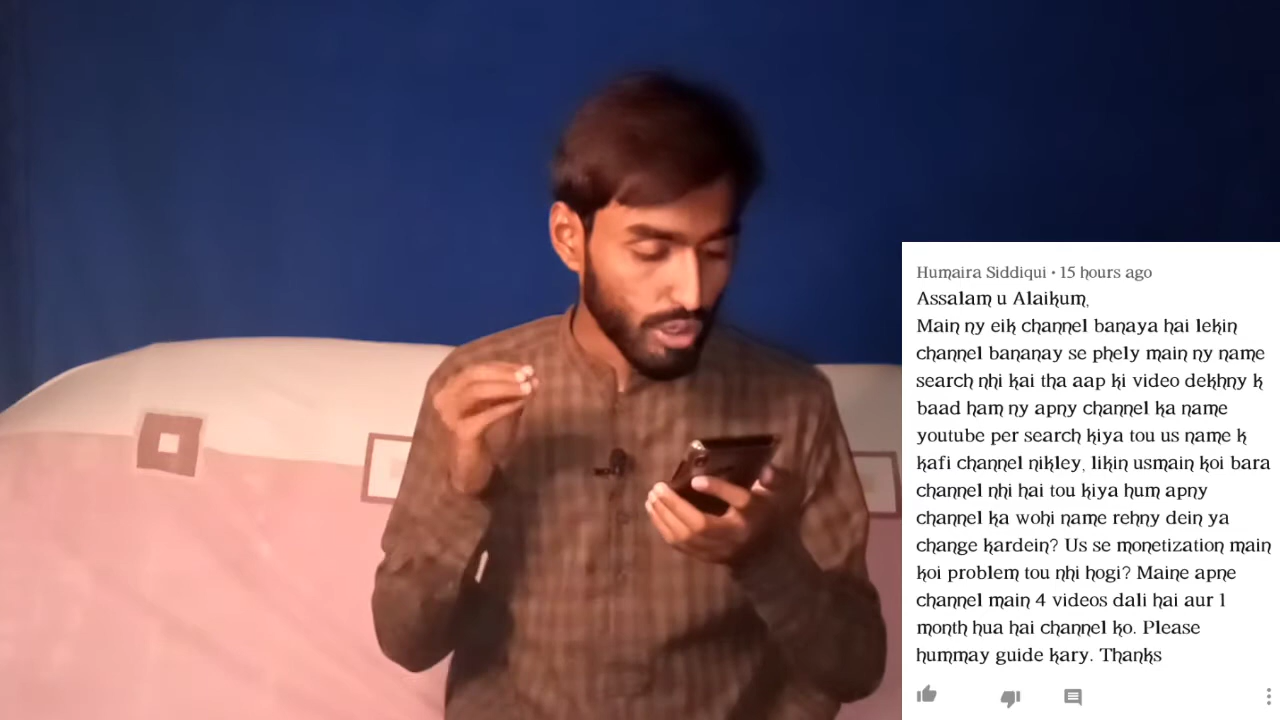 Humaira Siddiqui • 15 hours ago
Assalam u Alaikum,
Main ny eik channel banaya hai lekin
channel bananay se phely main ny name
search nhi kai tha aap ki video dekhny k
baad ham ny apny channel ka name
youtube per search kiya tou us name k
kafi channel nikley, likin usmain koi bara
channel nhi hai tou kiya hum apny
channel ka wohi name rehny dein ya
change kardein? Us se monetization main
koi problem tou nhi hogi? Maine apne
channel main 4 videos dali hai aur 1
month hua hai channel ko. Please
hummay guide kary. Thanks